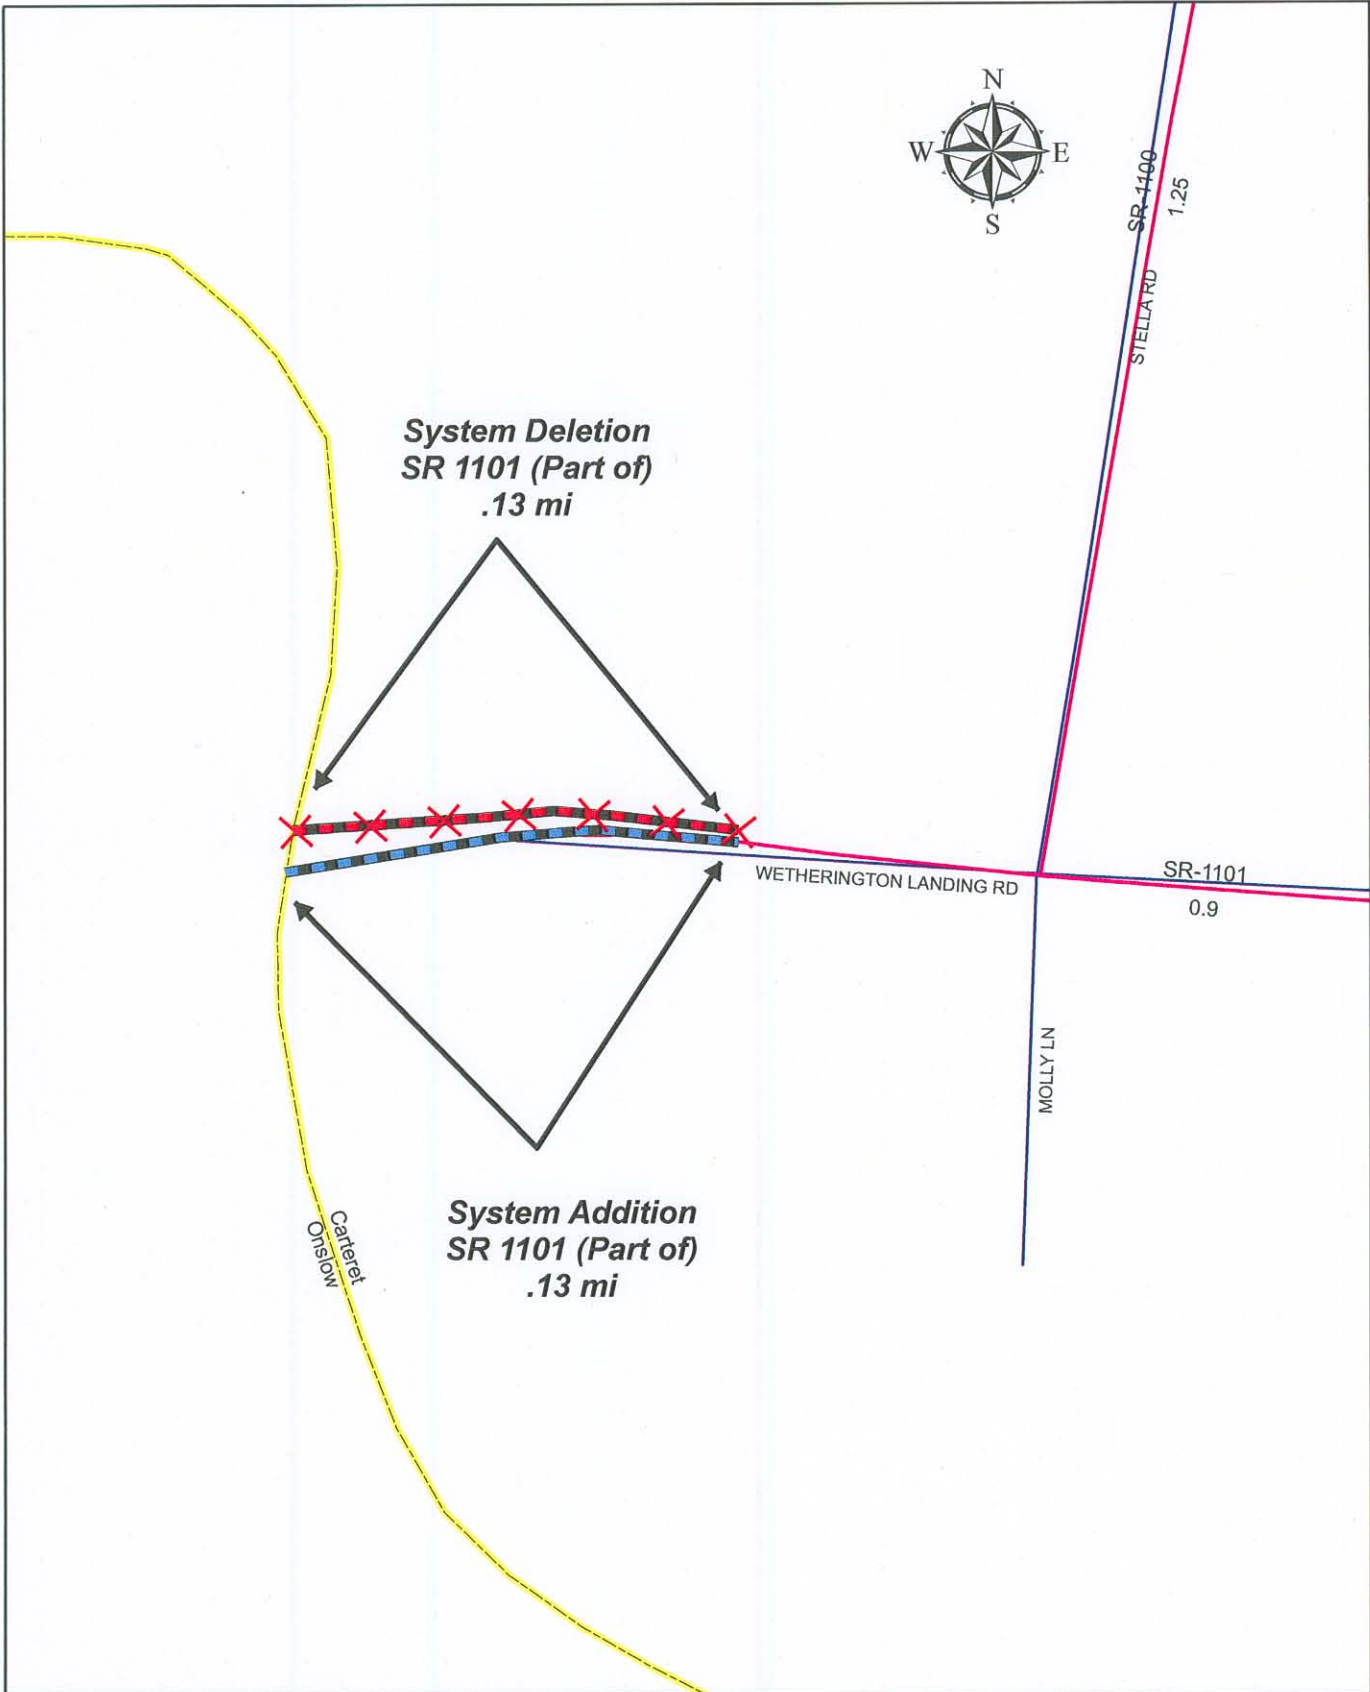 N
W
E
S
SR-1100
1.25
STELLA RD
System Deletion
SR 1101 (Part of)
.13 mi
WETHERINGTON LANDING RD
SR-1101
0.9
MOLLY LN
Carteret
Onslow
System Addition
SR 1101 (Part of)
.13 mi